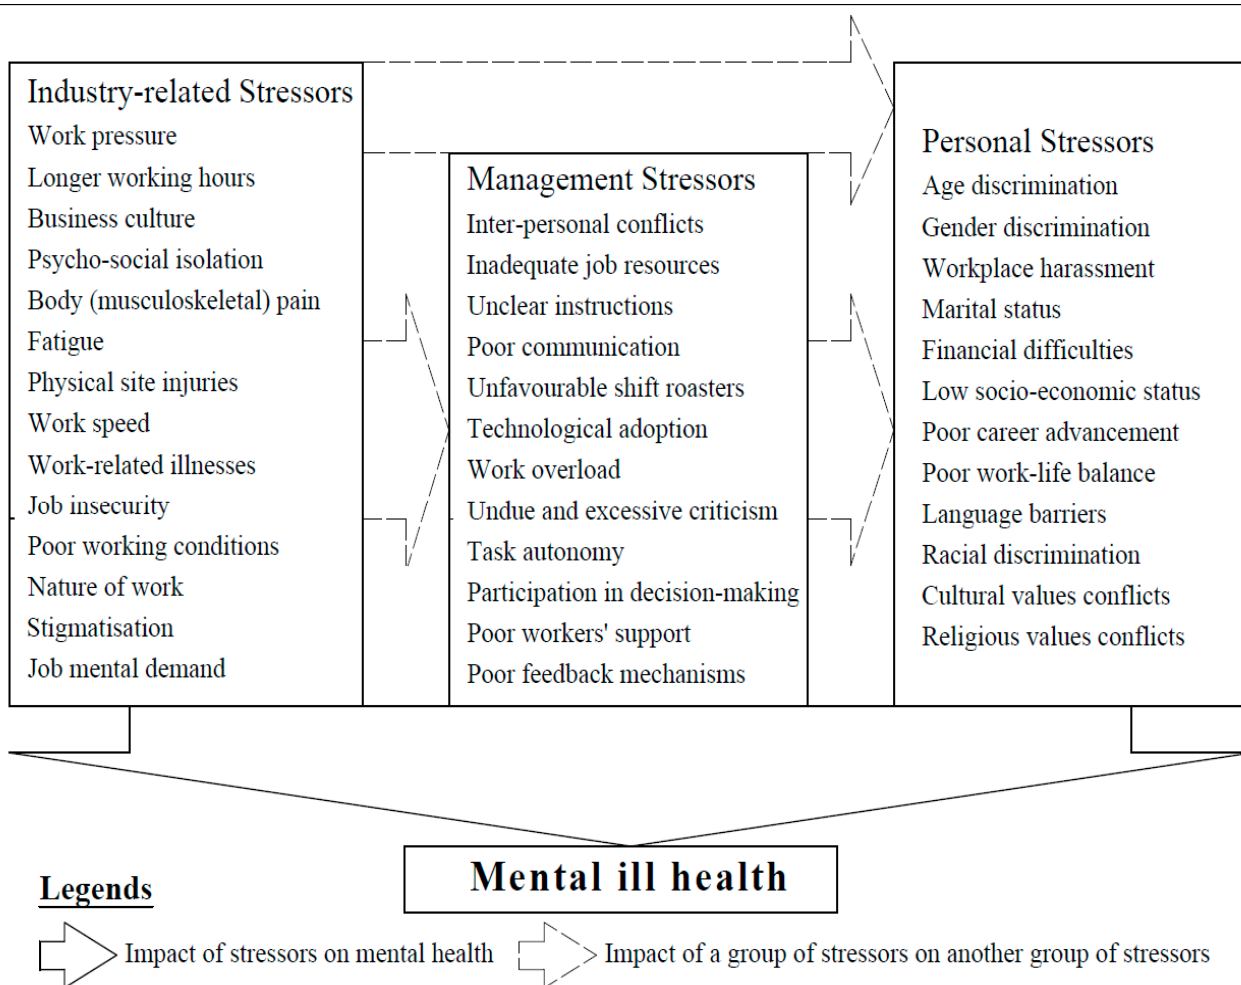 Industry-related Stressors
Work pressure
Longer working hours
Business culture
Psycho-social isolation
Body (musculoskeletal) pain
Fatigue
Physical site injuries
Work speed
Work-related illnesses
Job insecurity
Poor working conditions
Nature of work
Stigmatisation
Job mental demand
Management Stressors
Inter-personal conflicts
Inadequate job resources
Unclear instructions
Poor communication
Unfavourable shift roasters
Technological adoption
Work overload
Undue and excessive criticism
Task autonomy
Participation in decision-making
Poor workers' support
Poor feedback mechanisms
Personal Stressors
Age discrimination
Gender discrimination
Workplace harassment
Marital status
Financial difficulties
Low socio-economic status
Poor career advancement
Poor work-life balance
Language barriers
Racial discrimination
Cultural values conflicts
Religious values conflicts
Mental ill health
Legends
Impact of stressors on mental health
Impact of a group of stressors on another group of stressors